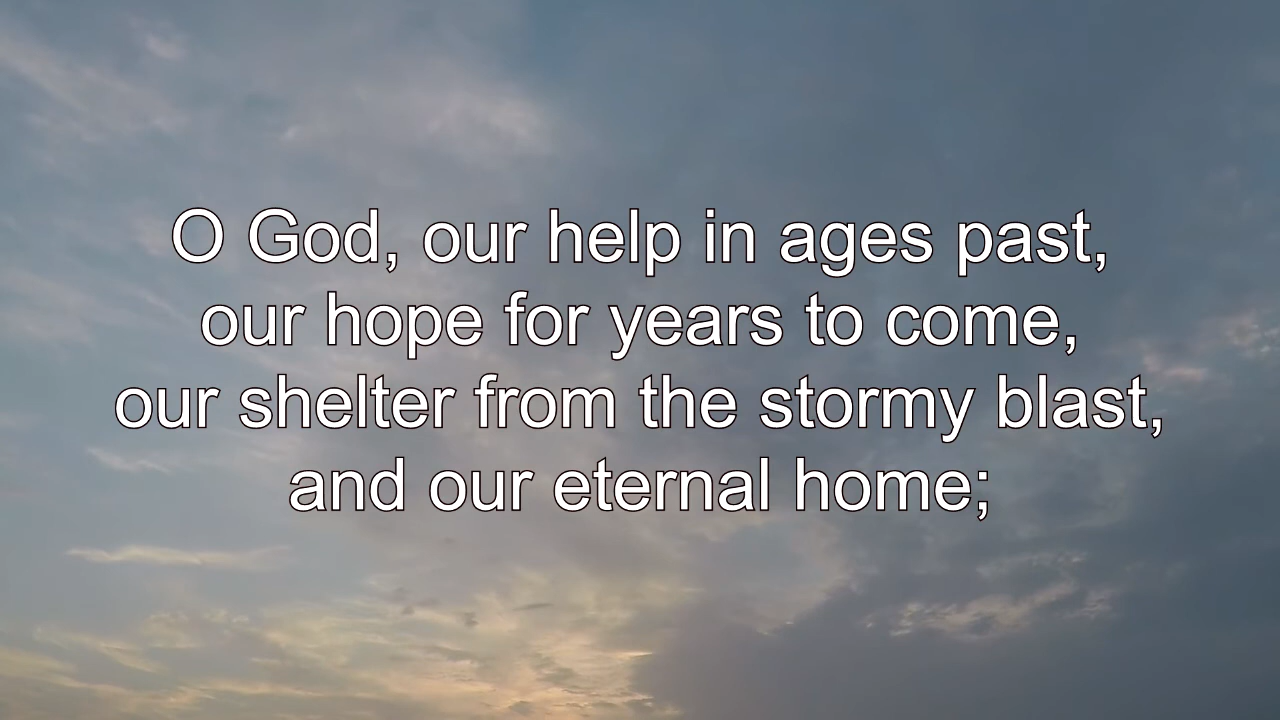 O God, our help in ages past,
our hope for years to come,
our shelter from the stormy blast,
and our eternal home;